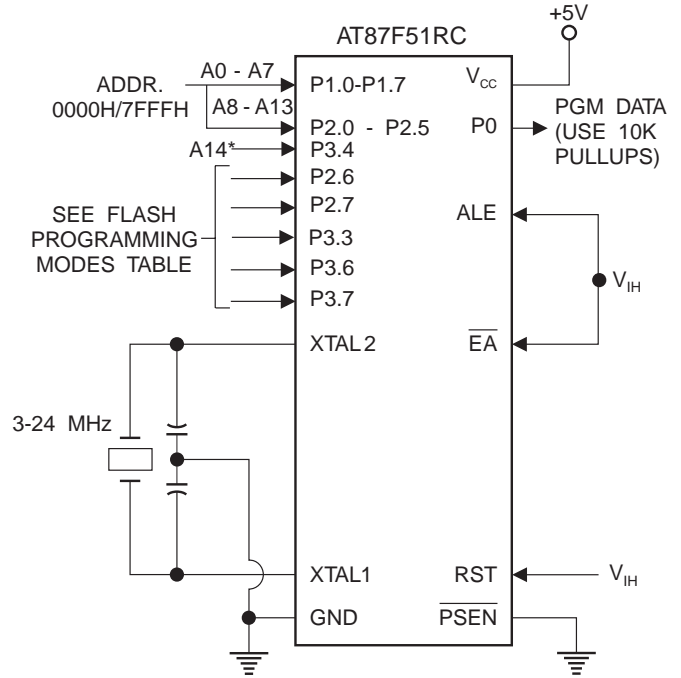 +5V
AT87F51RC
ADDR.
0000H/7FFFH
A0 - A7
A8 - A13
A14*
P1.0-P1.7
P2.0 - P2.5
P3.4
P2.6
P2.7
P3.3
P3.6
P3.7
SEE FLASH
PROGRAMMING
MODES TABLE
VCC
P0
PGM DATA
(USE 10K
PULLUPS)
ALE
VIH
EA
XTAL2
3-24 MHz
XTAL1
GND
RST
VIH
PSEN